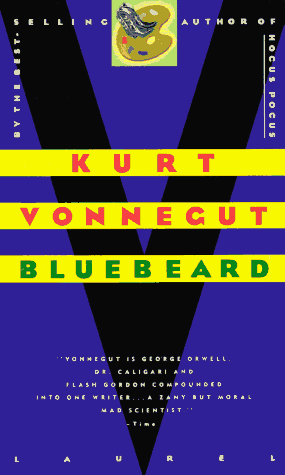 BY THE BEST-SELLING AUTHOR OF HOCUS POCUS
KURT
VONNEGUT
BLUEBEARD
"VONNEGUT IS GEORGE ORWELL,
DR. CALIGARI AND
FLASH GORDON COMPOUNDED
INTO ONE WRITER...A ZANY BUT MORAL
MAD SCIENTIST."
-Time
LAUREL